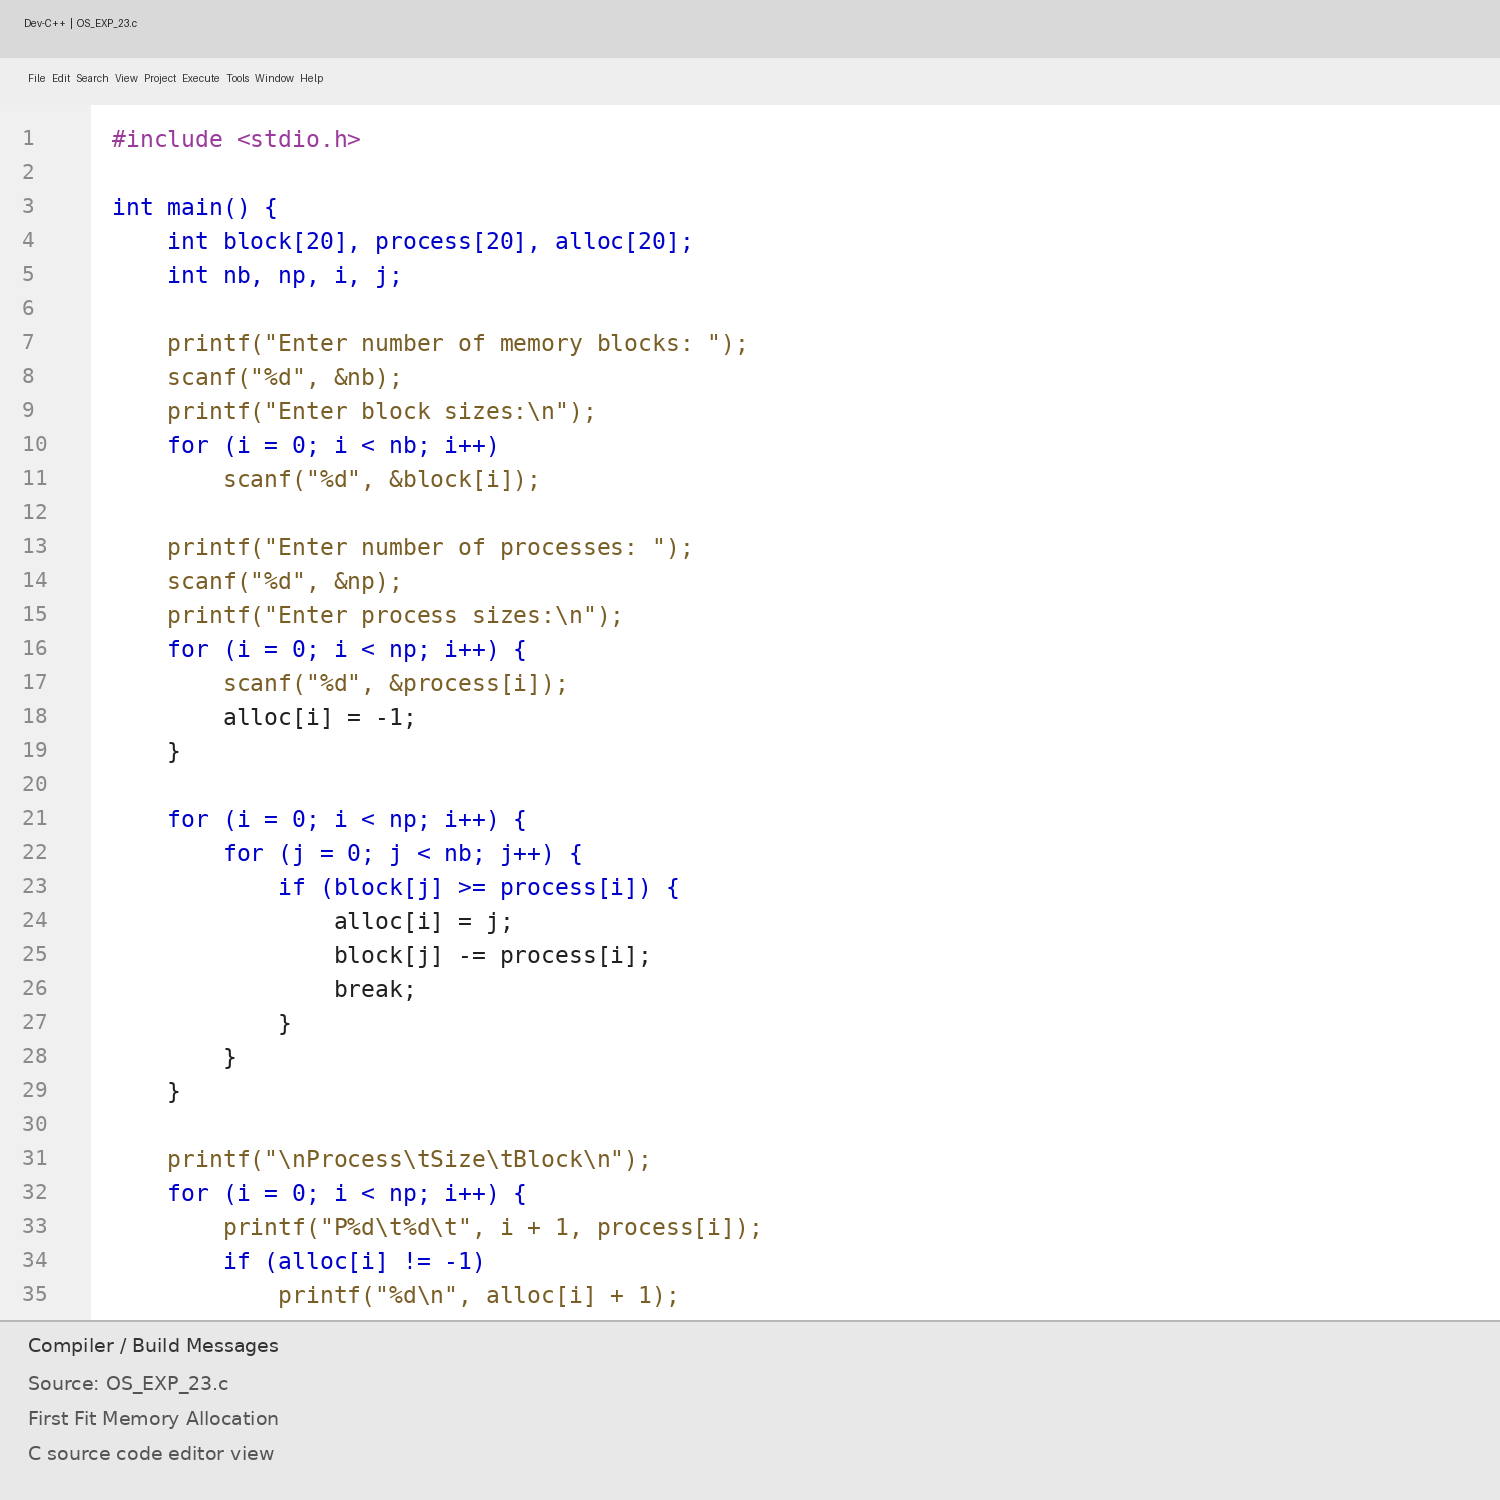 Dev-C++ | OS_EXP_23.c
File Edit Search View Project Execute Tools Window Help
1 #include <stdio.h>
2
3 int main() {
4     int block[20], process[20], alloc[20];
5     int nb, np, i, j;
6
7     printf("Enter number of memory blocks: ");
8     scanf("%d", &nb);
9     printf("Enter block sizes:\n");
10     for (i = 0; i < nb; i++)
11         scanf("%d", &block[i]);
12
13     printf("Enter number of processes: ");
14     scanf("%d", &np);
15     printf("Enter process sizes:\n");
16     for (i = 0; i < np; i++) {
17         scanf("%d", &process[i]);
18         alloc[i] = -1;
19     }
20
21     for (i = 0; i < np; i++) {
22         for (j = 0; j < nb; j++) {
23             if (block[j] >= process[i]) {
24                 alloc[i] = j;
25                 block[j] -= process[i];
26                 break;
27             }
28         }
29     }
30
31     printf("\nProcess\tSize\tBlock\n");
32     for (i = 0; i < np; i++) {
33         printf("P%d\t%d\t", i + 1, process[i]);
34         if (alloc[i] != -1)
35             printf("%d\n", alloc[i] + 1);
Compiler / Build Messages
Source: OS_EXP_23.c
First Fit Memory Allocation
C source code editor view